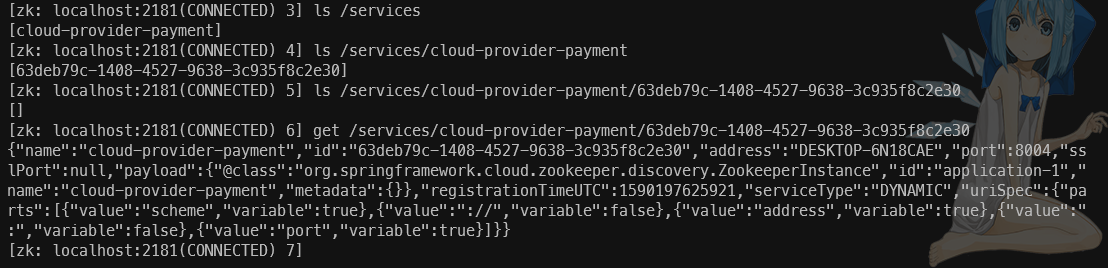 [zk: localhost:2181(CONNECTED) 3] ls /services
[cloud-provider-payment]
[zk: localhost:2181(CONNECTED) 4] ls /services/cloud-provider-payment
[63deb79c-1408-4527-9638-3c935f8c2e30]
[zk: localhost:2181(CONNECTED) 5] ls /services/cloud-provider-payment/63deb79c-1408-4527-9638-3c935f8c2e30
[]
[zk: localhost:2181(CONNECTED) 6] get /services/cloud-provider-payment/63deb79c-1408-4527-9638-3c935f8c2e30
{"name":"cloud-provider-payment","id":"63deb79c-1408-4527-9638-3c935f8c2e30","address":"DESKTOP-6N18CAE","port":8004,"ss
lPort":null,"payload":{"@class":"org.springframework.cloud.zookeeper.discovery.ZookeeperInstance","id":"application-1","
name":"cloud-provider-payment","metadata":{}},"registrationTimeUTC":1590197625921,"serviceType":"DYNAMIC","uriSpec":{"pa
rts":[{"value":"scheme","variable":true},{"value":"://","variable":false},{"value":"address","variable":true},{"value":"
:","variable":false},{"value":"port","variable":true}]}}
[zk: localhost:2181(CONNECTED) 7]